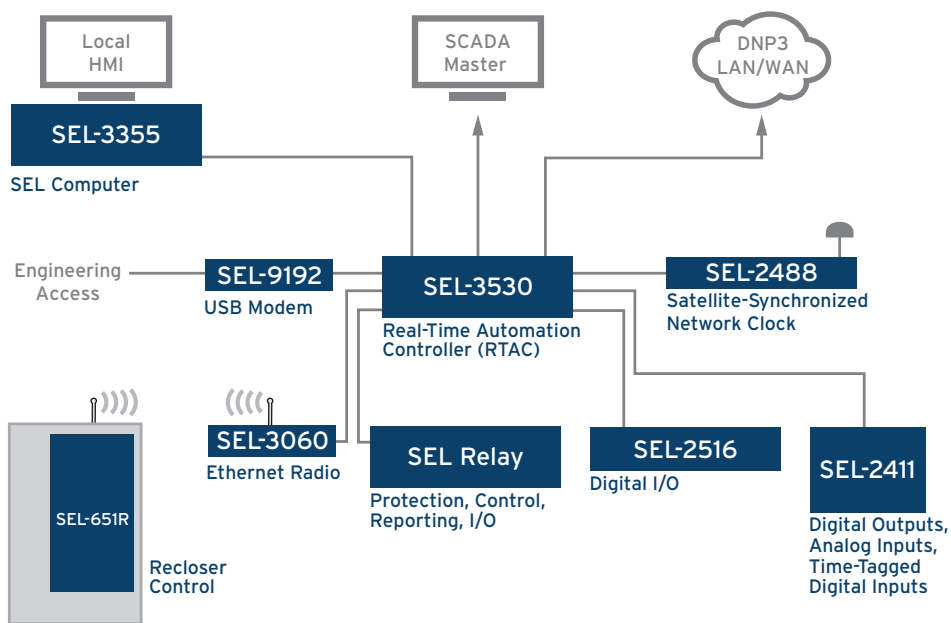 Local
HMI
SCADA
Master
DNP3
LAN/WAN
SEL-3355
SEL Computer
Engineering
Access
SEL-9192
USB Modem
SEL-3530
Real-Time Automation
Controller (RTAC)
SEL-2488
Satellite-Synchronized
Network Clock
SEL-651R
Recloser
Control
SEL-3060
Ethernet Radio
SEL Relay
Protection, Control,
Reporting, I/O
SEL-2516
Digital I/O
SEL-2411
Digital Outputs,
Analog Inputs,
Time-Tagged
Digital Inputs